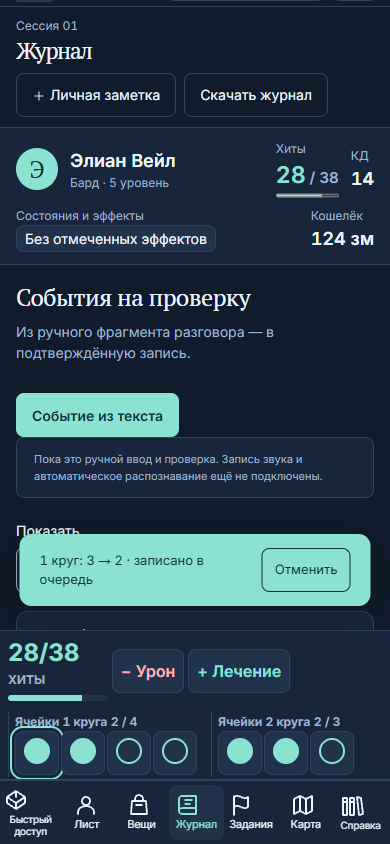 Сессия 01
Журнал
+ Личная заметка
Скачать журнал
Э
Элиан Вейл
Бард · 5 уровень
Хиты
28 / 38
КД
14
Состояния и эффекты
Без отмеченных эффектов
Кошелёк
124 зм
События на проверку
Из ручного фрагмента разговора — в
подтверждённую запись.
Событие из текста
Пока это ручной ввод и проверка. Запись звука и
автоматическое распознавание ещё не подключены.
Показать
1 круг: 3 → 2 · записано в
очередь
Отменить
28/38
ХИТЫ
− Урон
+ Лечение
Ячейки 1 круга 2 / 4
Ячейки 2 круга 2 / 3
Быстрый
доступ
Лист
Вещи
Журнал
Задания
Карта
Справка